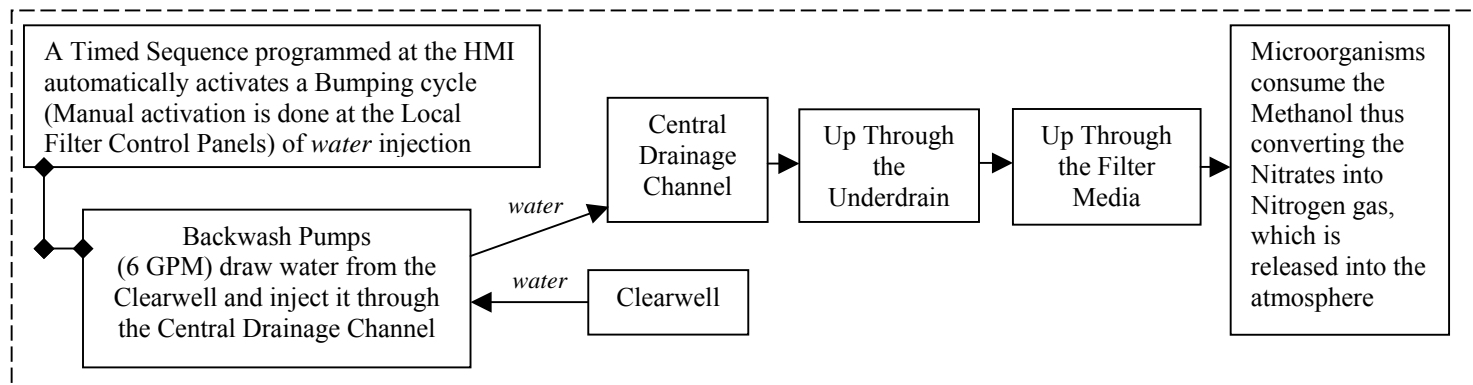 A Timed Sequence programmed at the HMI
automatically activates a Bumping cycle
(Manual activation is done at the Local
Filter Control Panels) of water injection
Backwash Pumps
(6 GPM) draw water from the
Clearwell and inject it through
the Central Drainage Channel
water
water
Clearwell
Central
Drainage
Channel
Up Through
the
Underdrain
Up Through
the Filter
Media
Microorganisms
consume the
Methanol thus
converting the
Nitrates into
Nitrogen gas,
which is
released into the
atmosphere